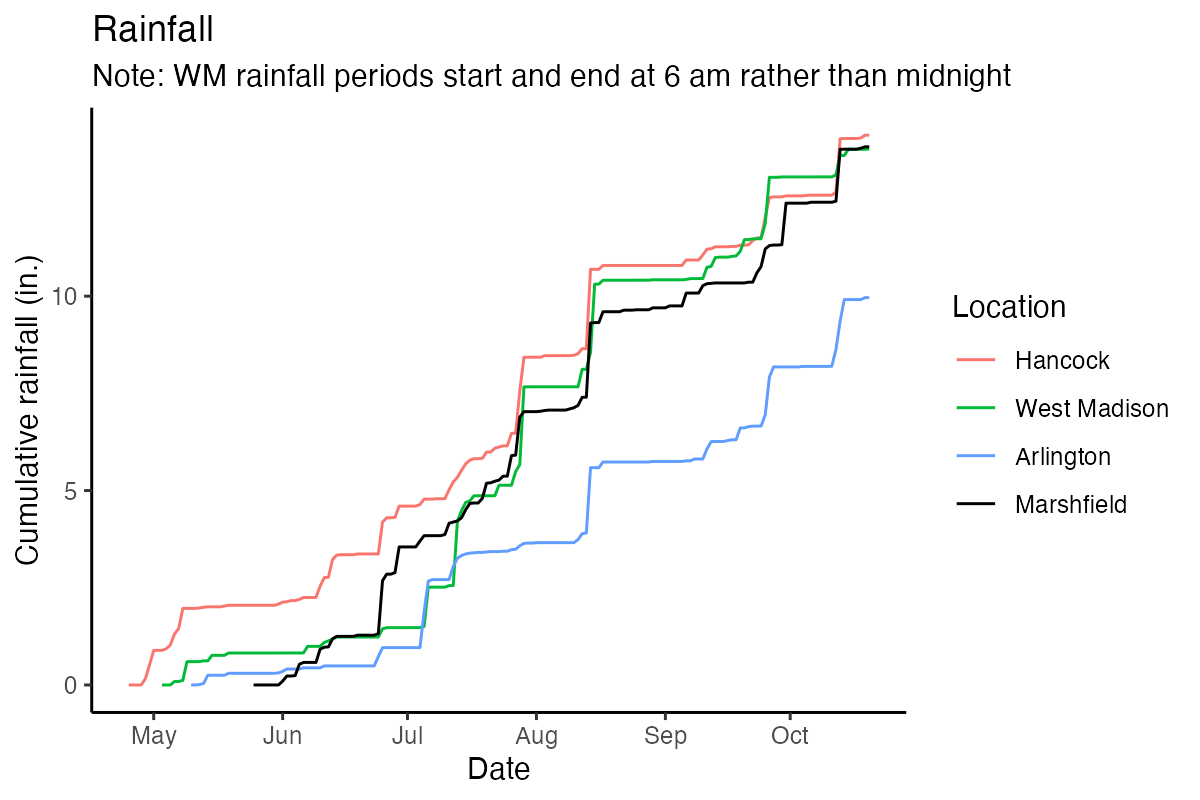 Rainfall
Note: WM rainfall periods start and end at 6 am rather than midnight
Cumulative rainfall (in.)
10
5
0
May Jun Jul Aug Sep Oct
Date
Location
Hancock
West Madison
Arlington
Marshfield